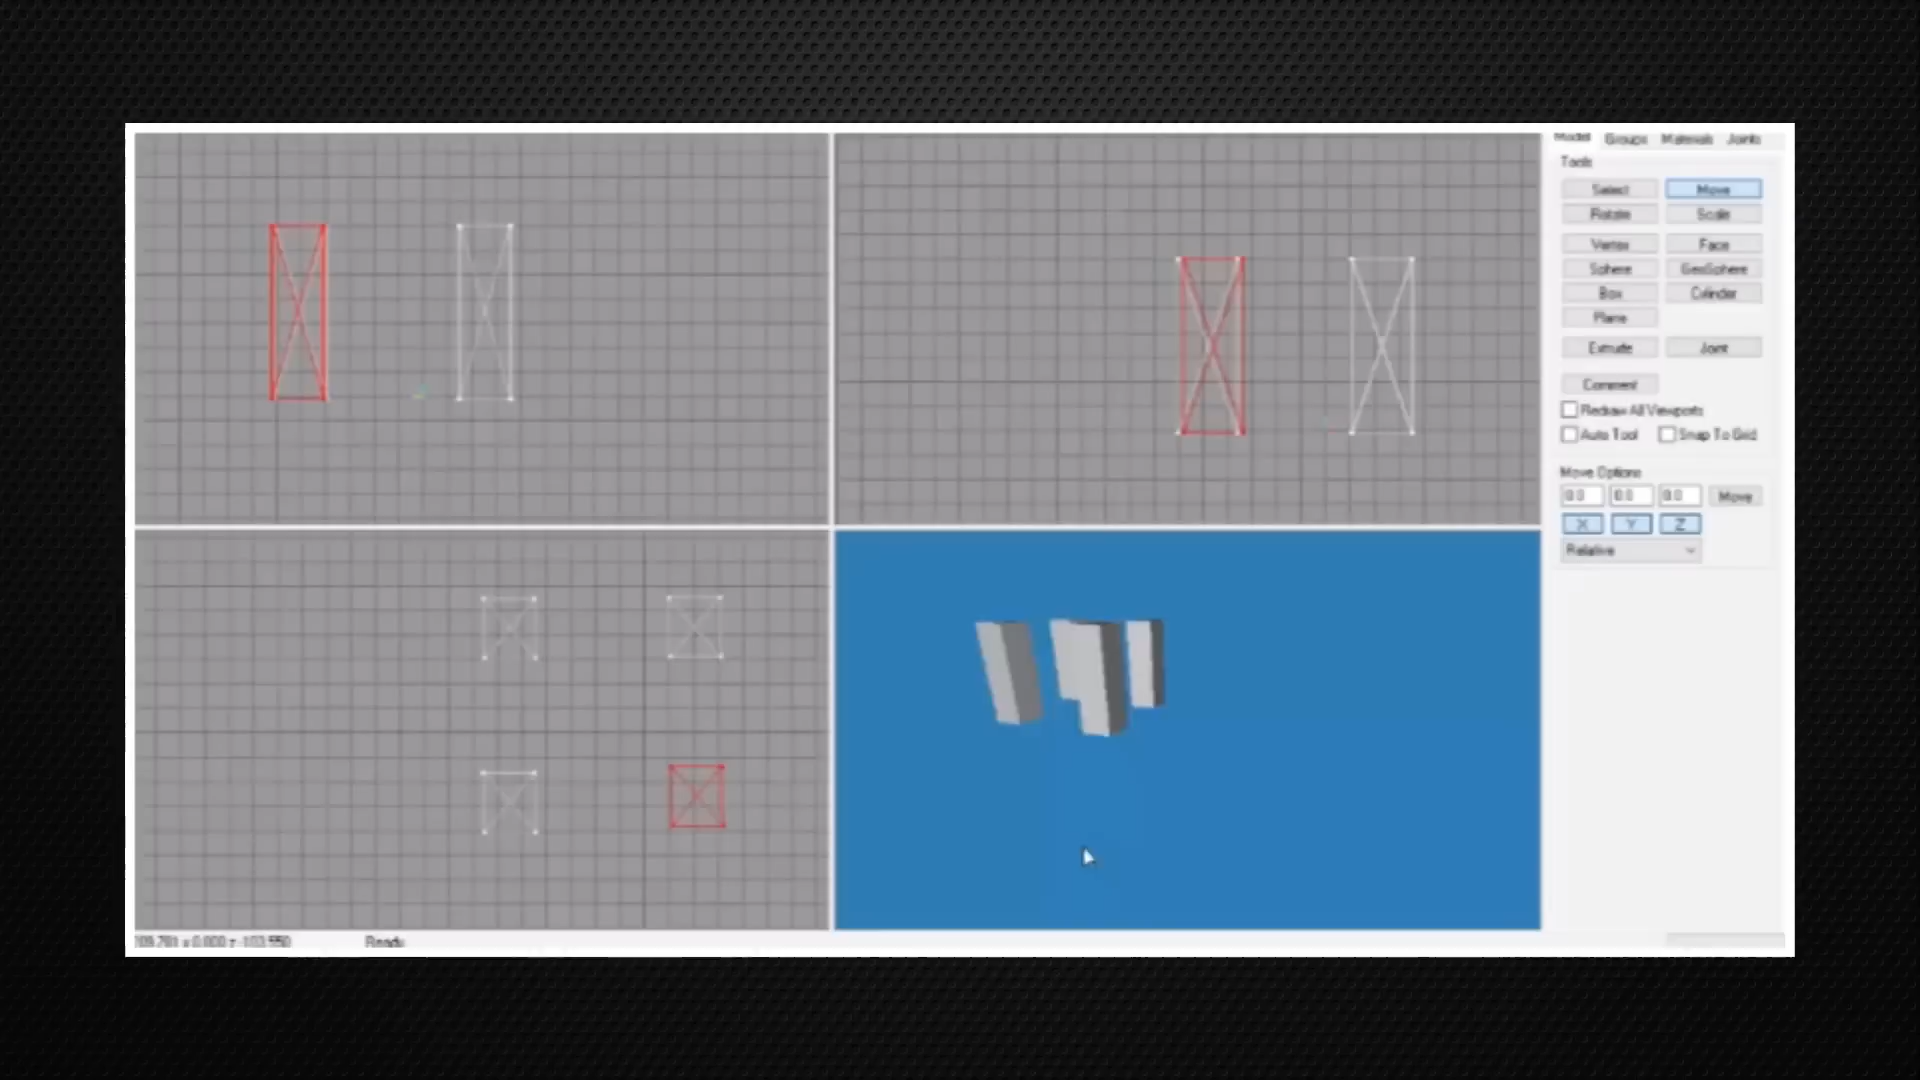 Model Groups Materials Joints
Tools
Select Move
Rotate Scale
Vertex Face
Sphere GeoSphere
Box Cylinder
Plane
Extrude Joint
Comment
Redraw All Viewports
Auto Tool Snap To Grid
Move Options
0.0 0.0 0.0 Move
X Y Z
Relative
Ready